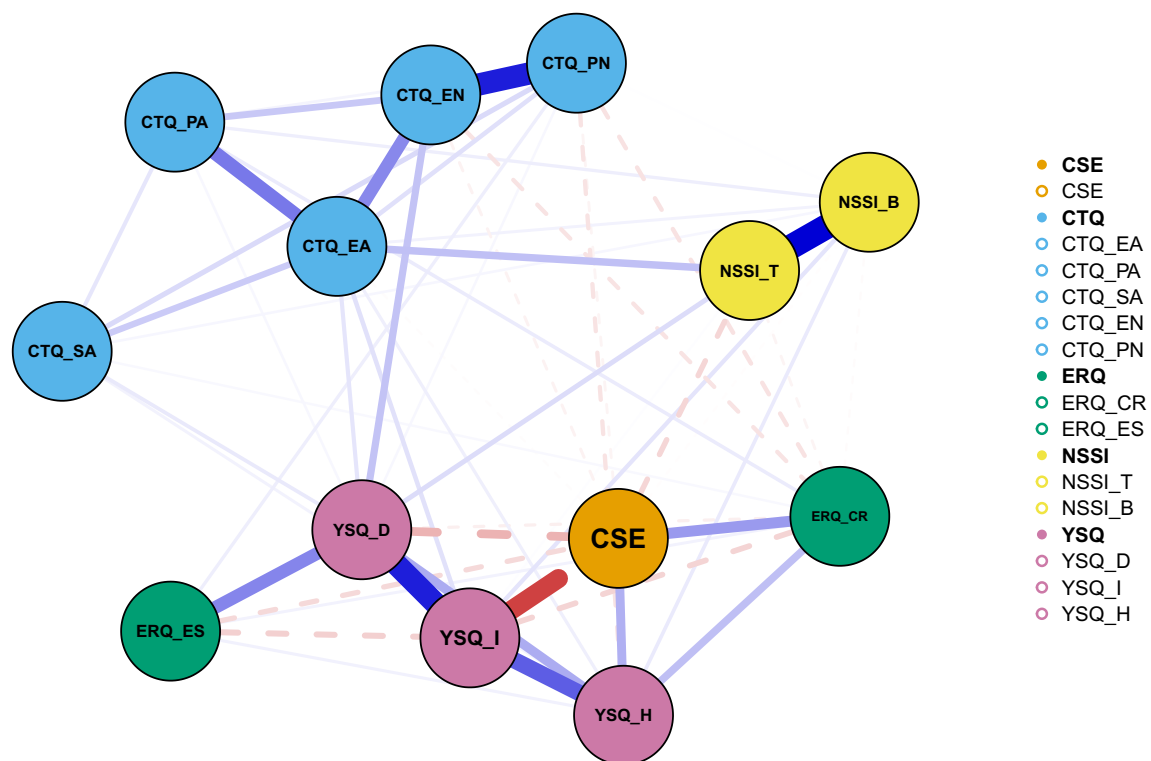 CTQ_PN
CTQ_EN
CTQ_PA
NSSI_B
CTQ_EA
NSSI_T
CTQ_SA
ERQ_CR
YSQ_D
CSE
ERQ_ES
YSQ_I
YSQ_H
CSE
CSE
CTQ
CTQ_EA
CTQ_PA
CTQ_SA
CTQ_EN
CTQ_PN
ERQ
ERQ_CR
ERQ_ES
NSSI
NSSI_T
NSSI_B
YSQ
YSQ_D
YSQ_I
YSQ_H